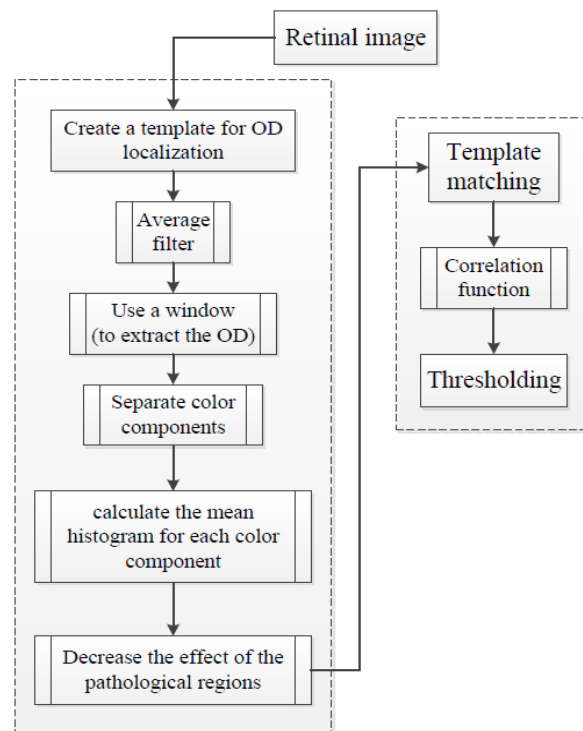 Retinal image
Create a template for OD
localization
Average
filter
Use a window
(to extract the OD)
Separate color
components
calculate the mean
histogram for each color
component
Decrease the effect of the
pathological regions
Template
matching
Correlation
function
Thresholding